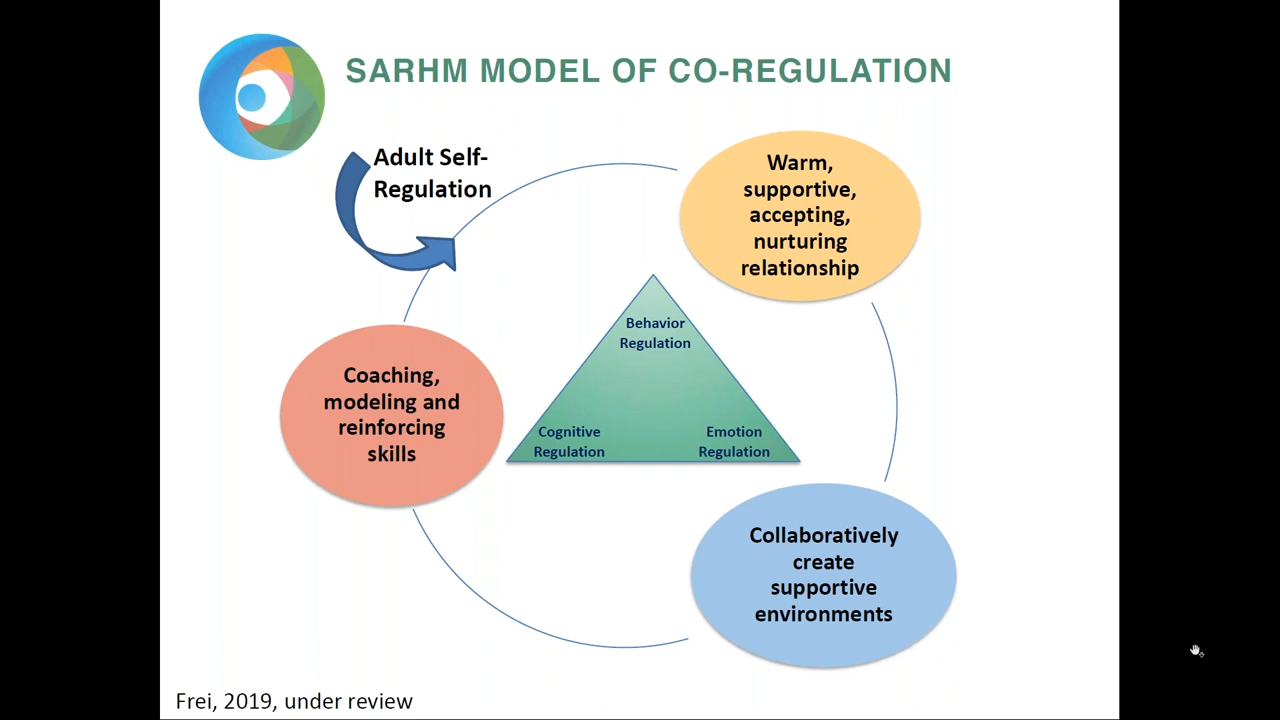 SARHM MODEL OF CO-REGULATION
Adult Self-
Regulation
Warm,
supportive,
accepting,
nurturing
relationship
Behavior
Regulation
Coaching,
modeling and
reinforcing
skills
Cognitive
Regulation
Emotion
Regulation
Collaboratively
create
supportive
environments
Frei, 2019, under review